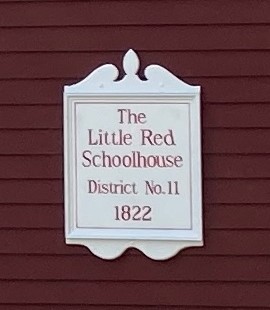 The
Little Red
Schoolhouse
District No. 11
1822